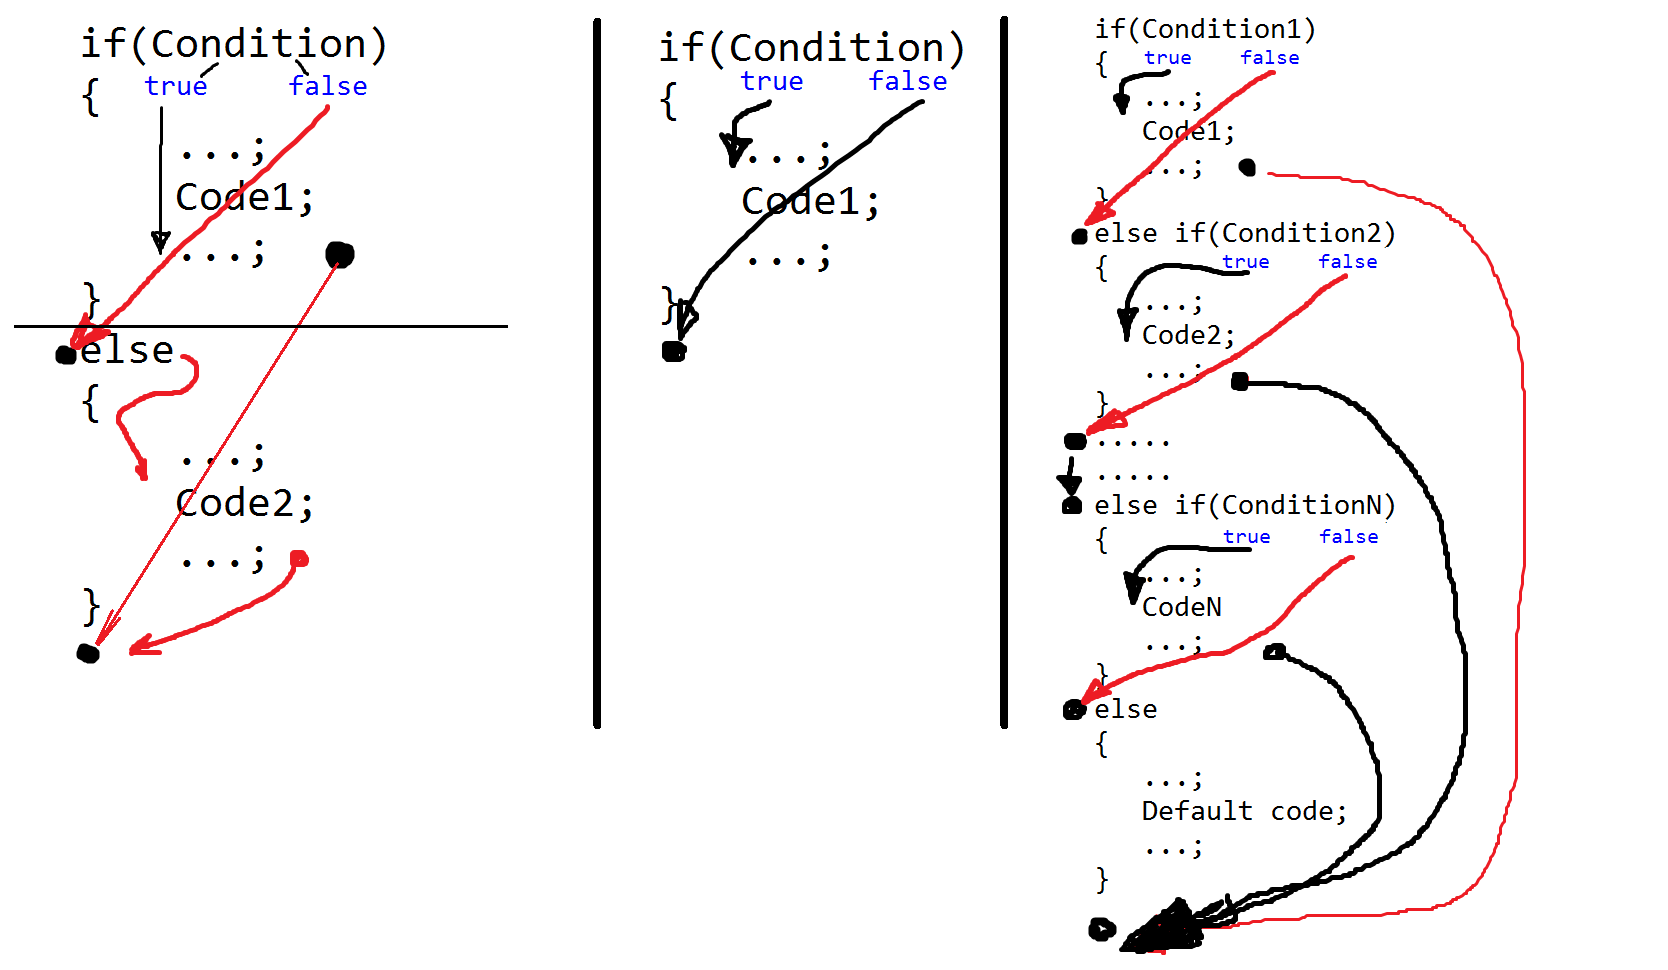 if(Condition)
true false
{
...;
Code1;
...;
}
else
{
...;
Code2;
...;
}
if(Condition)
true false
{
...;
Code1;
...;
}
if(Condition1)
{ true false
...;
Code1;
...;
}
else if(Condition2)
{ true false
...;
Code2;
...;
}
.....
.....
else if(ConditionN)
{ true false
...;
CodeN
...;
}
else
{
...;
Default code;
...;
}